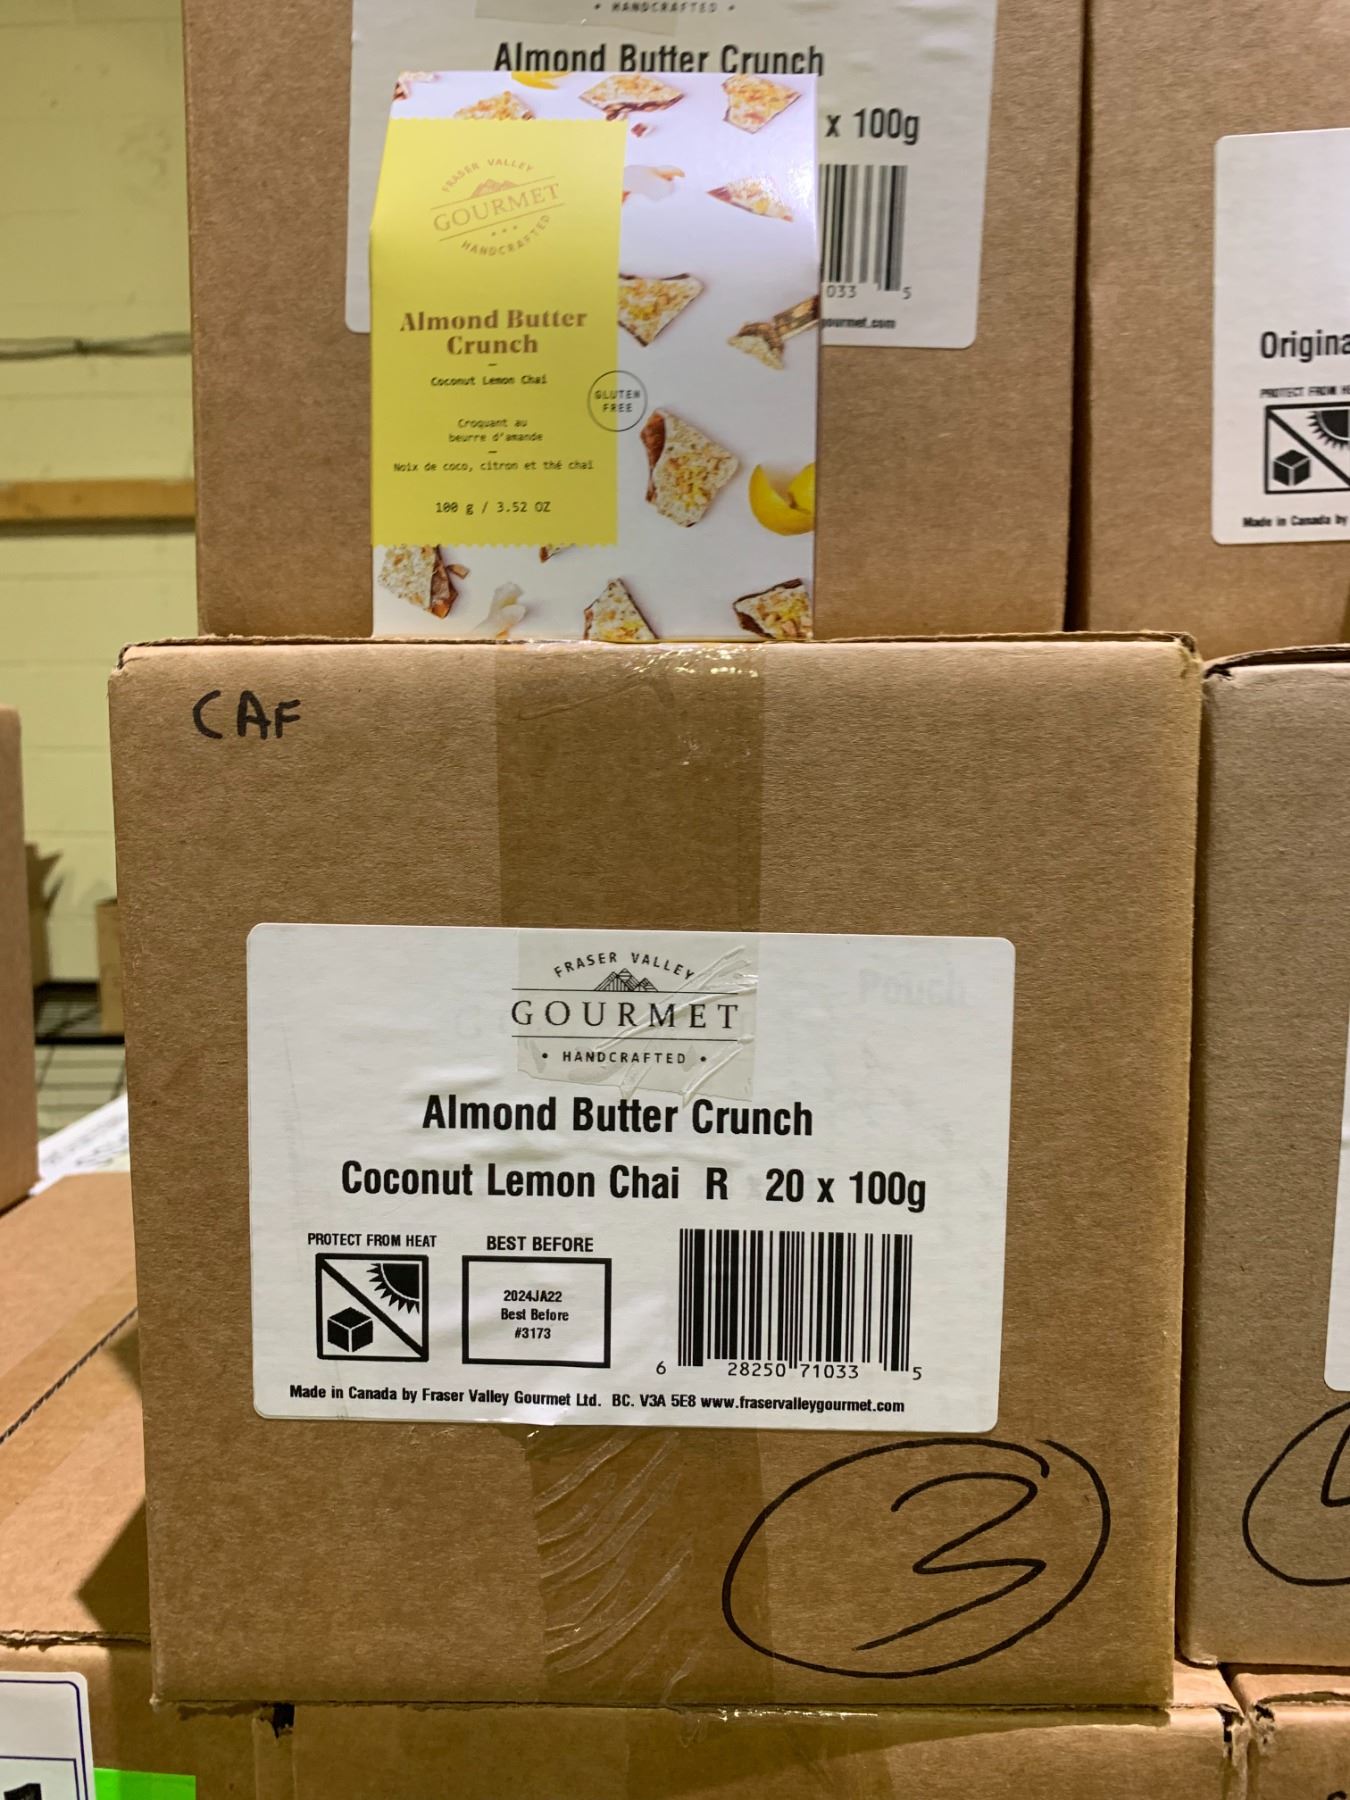 • HANDCRAFTED •
Almond Butter Crunch
x 100g
033 5
FRASER VALLEY
GOURMET
HANDCRAFTED
Almond Butter
Crunch
Coconut Lemon Chai
Croquant au
beurre d'amande
Noix de coco, citron et thé chai
100 g / 3.52 OZ
GLUTEN
FREE
PROTECT FROM
Made in Canada by
CAF
FRASER VALLEY
GOURMET
• HANDCRAFTED •
Almond Butter Crunch
Coconut Lemon Chai R 20 x 100g
PROTECT FROM HEAT
BEST BEFORE
2024JA22
Best Before
#3173
6 28250 71033 5
Made in Canada by Fraser Valley Gourmet Ltd. BC. V3A 5E8 www.fraservalleygourmet.com
3